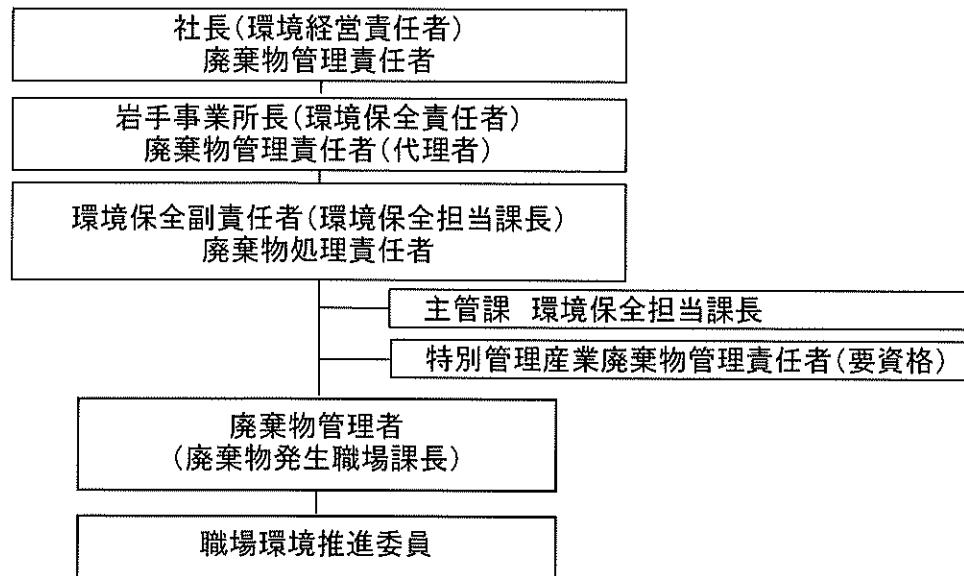 社長(環境経営責任者)
廃棄物管理責任者
岩手事業所長(環境保全責任者)
廃棄物管理責任者(代理者)
環境保全副責任者(環境保全担当課長)
廃棄物処理責任者
主管課 環境保全担当課長
特別管理産業廃棄物管理責任者(要資格)
廃棄物管理者
(廃棄物発生職場課長)
職場環境推進委員